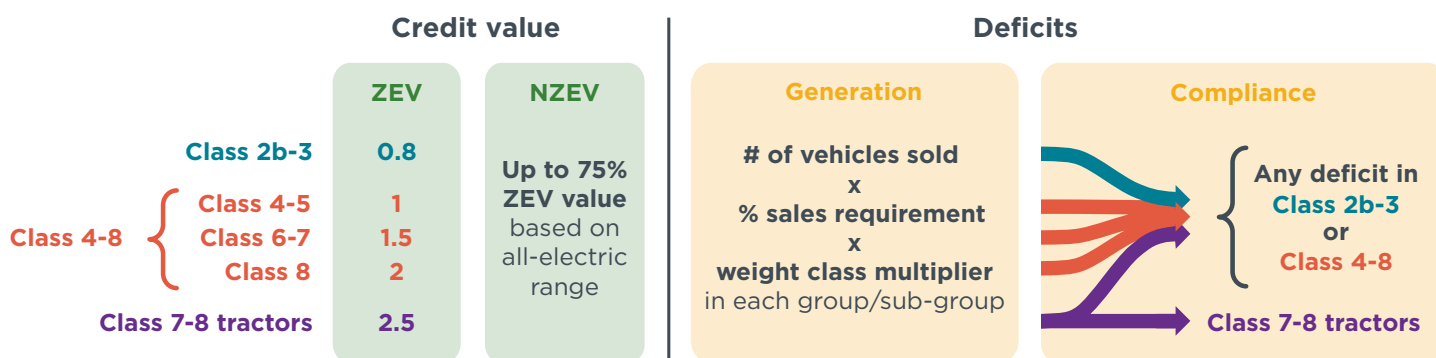 Credit value
Deficits
ZEV
NZEV
Generation
Compliance
Class 2b-3
0.8
Class 4-8
Class 4-5
1
Class 6-7
1.5
Class 8
2
Class 7-8 tractors
2.5
Up to 75%
ZEV value
based on
all-electric
range
# of vehicles sold
x
% sales requirement
x
weight class multiplier
in each group/sub-group
Any deficit in
Class 2b-3
or
Class 4-8
Class 7-8 tractors